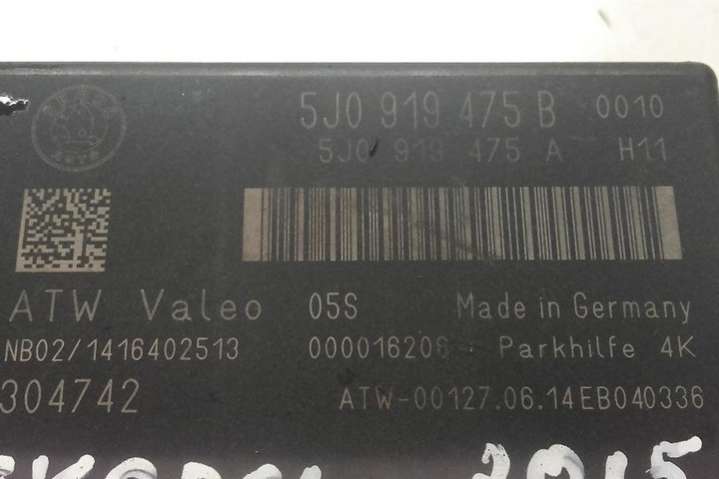 5J0 919 475 B 0010
5J0 919 475 A H11
ATW Valeo 05S Made in Germany
NB02/1416402513 000016206 Parkhilfe 4K
304742 ATW-00127.06.14EB040336
2015